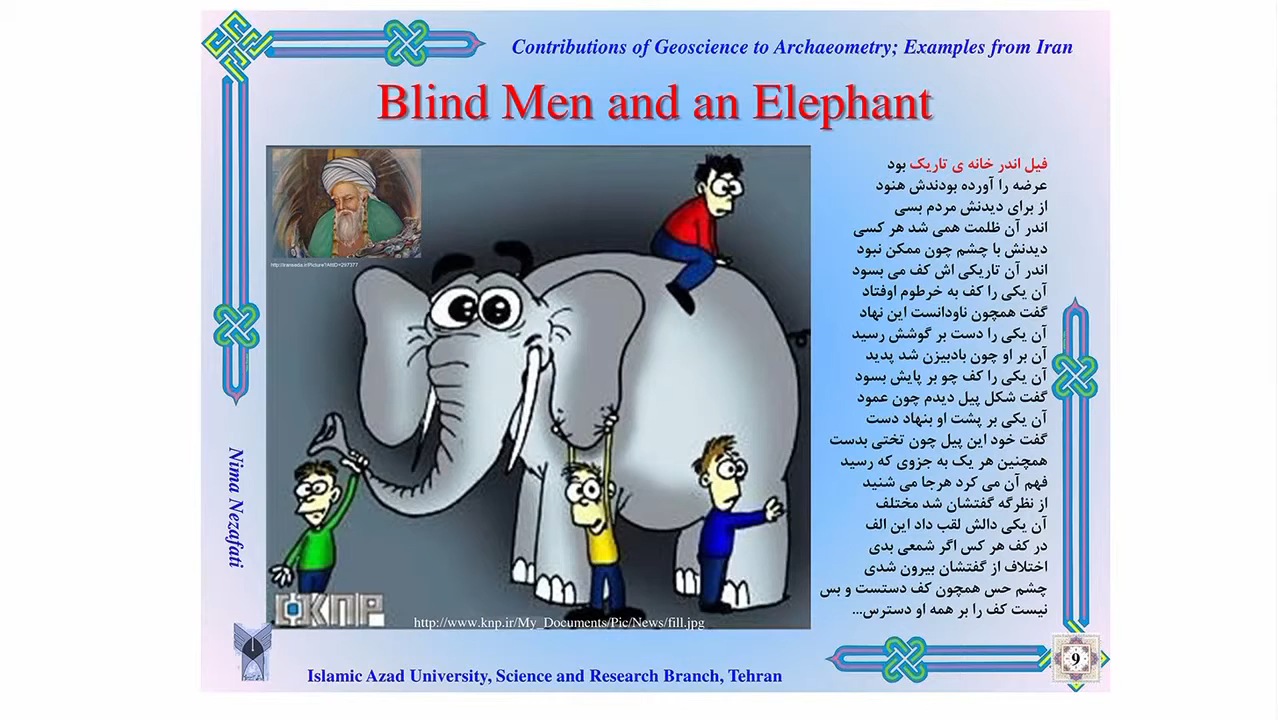 Contributions of Geoscience to Archaeometry; Examples from Iran
Blind Men and an Elephant
http://iranseda.ir/Picture/?AttID=297377
فیل اندر خانه ی تاریک بود
عرضه را آورده بودندش هنود
از برای دیدنش مردم بسی
اندر آن ظلمت همی شد هر کسی
دیدنش با چشم چون ممکن نبود
اندر آن تاریکی اش کف می بسود
آن یکی را کف به خرطوم اوفتاد
گفت همچون ناودانست این نهاد
آن یکی را دست بر گوشش رسید
آن بر او چون بادبیزن شد پدید
آن یکی را کف چو بر پایش بسود
گفت شکل پیل دیدم چون عمود
آن یکی بر پشت او بنهاد دست
گفت خود این پیل چون تختی بدست
همچنین هر یک به جزوی که رسید
فهم آن می کرد هرجا می شنید
از نظرگه گفتشان شد مختلف
آن یکی دالش لقب داد این الف
در کف هر کس اگر شمعی بدی
اختلاف از گفتشان بیرون شدی
چشم حس همچون کف دستست و بس
نیست کف را بر همه او دسترس...
Nima Nezafati
KNP
http://www.knp.ir/My_Documents/Pic/News/fill.jpg
Islamic Azad University, Science and Research Branch, Tehran
9